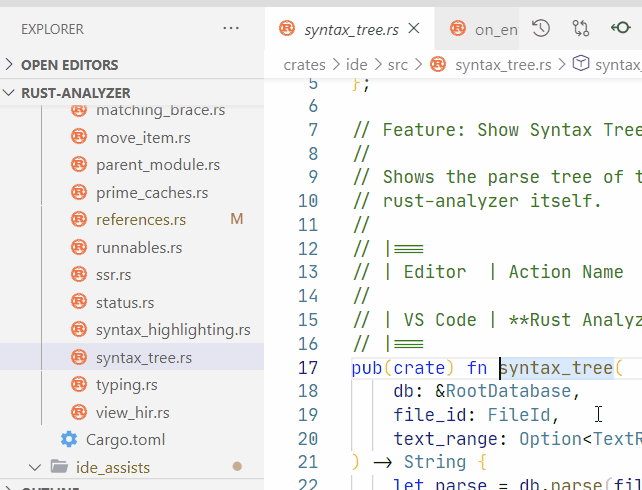 EXPLORER
syntax_tree.rs
on_en
crates > ide > src > syntax_tree.rs > syntax_
OPEN EDITORS
RUST-ANALYZER
matching_brace.rs
move_item.rs
parent_module.rs
prime_caches.rs
references.rs M
runnables.rs
ssr.rs
status.rs
syntax_highlighting.rs
syntax_tree.rs
typing.rs
view_hir.rs
Cargo.toml
ide_assists
5 };
6
7 // Feature: Show Syntax Tree
8 //
9 // Shows the parse tree of t
10 // rust-analyzer itself.
11 //
12 // |===
13 // | Editor  | Action Name
14 //
15 // | VS Code | **Rust Analyz
16 // |===
17 pub(crate) fn syntax_tree(
18     db: &RootDatabase,
19     file_id: FileId,
20     text_range: Option<TextR
21 ) -> String {
22     let parse = db.parse(fil